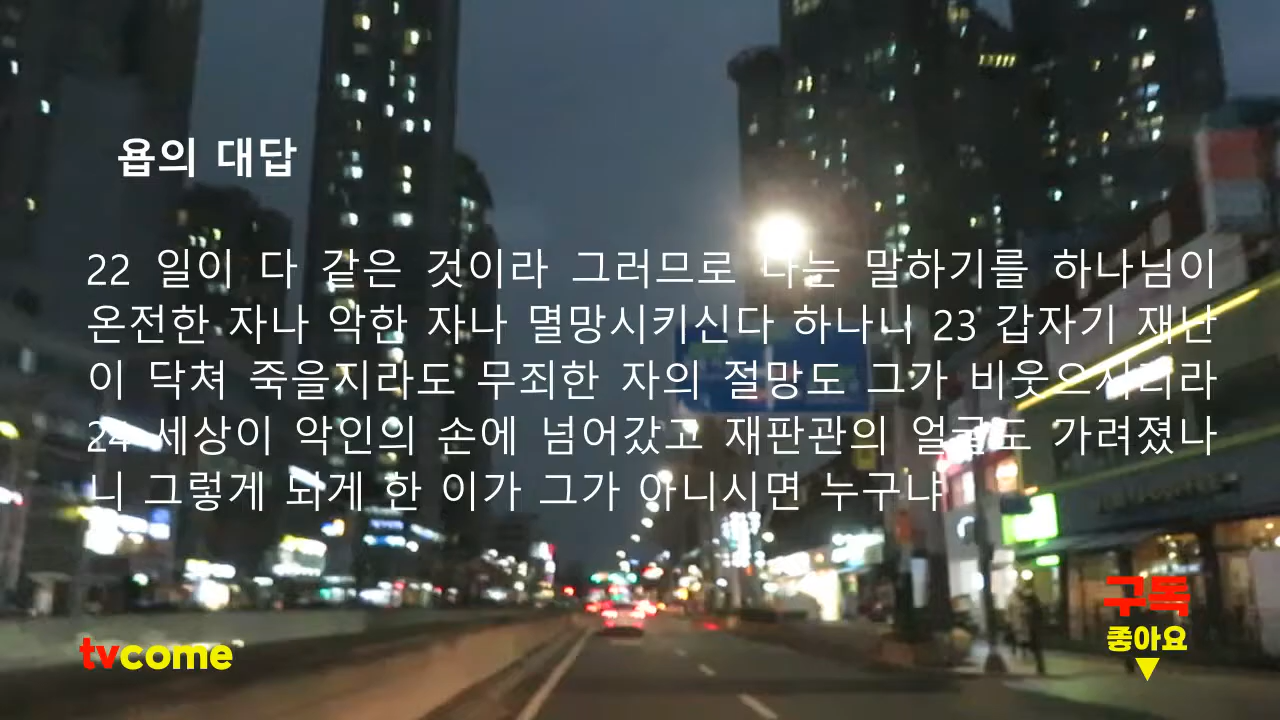 욥의 대답
22 일이 다 같은 것이라 그러므로 나는 말하기를 하나님이
온전한 자나 악한 자나 멸망시키신다 하나니 23 갑자기 재난
이 닥쳐 죽을지라도 무죄한 자의 절망도 그가 비웃으시리라
24 세상이 악인의 손에 넘어갔고 재판관의 얼굴도 가려졌나
니 그렇게 되게 한 이가 그가 아니시면 누구냐
구독
좋아요
tvcome